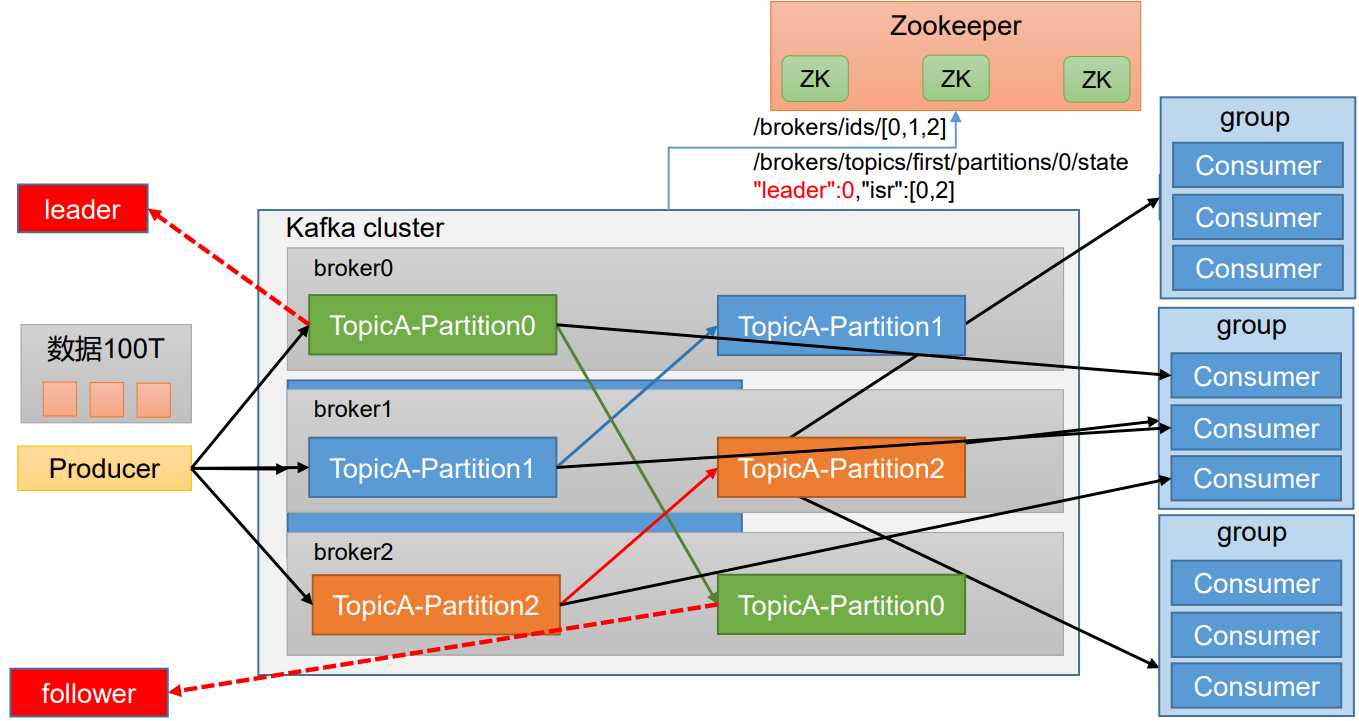 Zookeeper
ZK
ZK
ZK
/brokers/ids/[0,1,2]
/brokers/topics/first/partitions/0/state
"leader":0,"isr":[0,2]
leader
数据100T
Producer
follower
Kafka cluster
broker0
TopicA-Partition0
TopicA-Partition1
broker1
TopicA-Partition1
TopicA-Partition2
broker2
TopicA-Partition2
TopicA-Partition0
group
Consumer
Consumer
Consumer
group
Consumer
Consumer
Consumer
group
Consumer
Consumer
Consumer